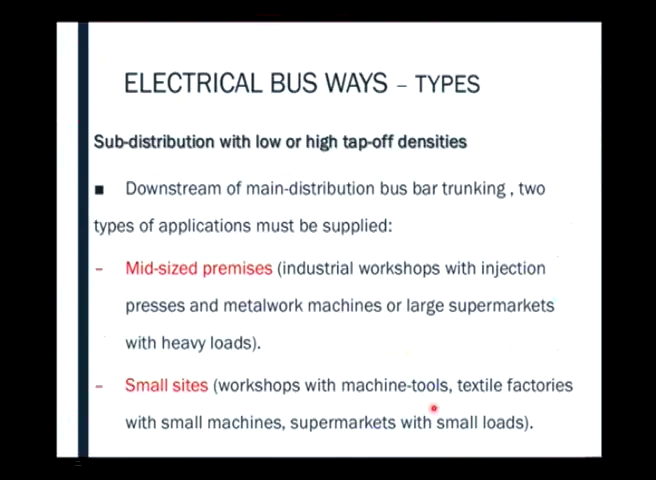 ELECTRICAL BUS WAYS – TYPES
Sub-distribution with low or high tap-off densities
■ Downstream of main-distribution bus bar trunking , two
types of applications must be supplied:
– Mid-sized premises (industrial workshops with injection
presses and metalwork machines or large supermarkets
with heavy loads).
– Small sites (workshops with machine-tools, textile factories
with small machines, supermarkets with small loads).